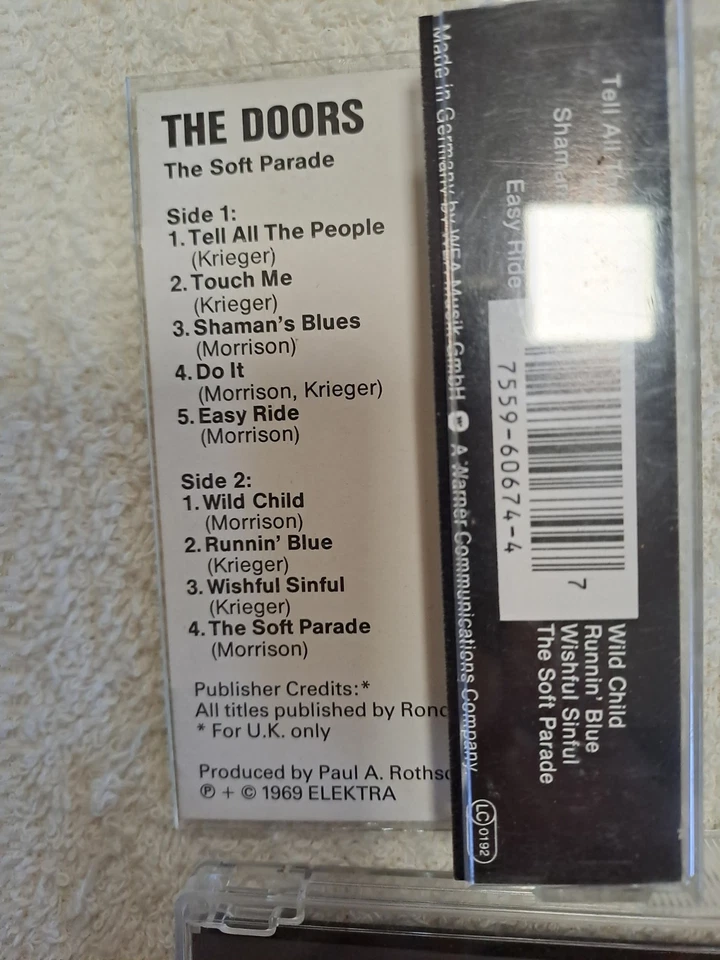 THE DOORS
The Soft Parade
Side 1:
1. Tell All The People
(Krieger)
2. Touch Me
(Krieger)
3. Shaman's Blues
(Morrison)
4. Do It
(Morrison, Krieger)
5. Easy Ride
(Morrison)
Side 2:
1. Wild Child
(Morrison)
2. Runnin' Blue
(Krieger)
3. Wishful Sinful
(Krieger)
4. The Soft Parade
(Morrison)
Publisher Credits:*
All titles published by
* For U.K. only
Produced by Paul A.
℗ + © 1969 ELEKTRA
Tell All
Easy Ride
7559-60674-4
7
Wild Child
Runnin' Blue
Wishful Sinful
The Soft Parade
Made in Germany by WEA Musik GmbH W A Warner Communications Company.
LC 0192